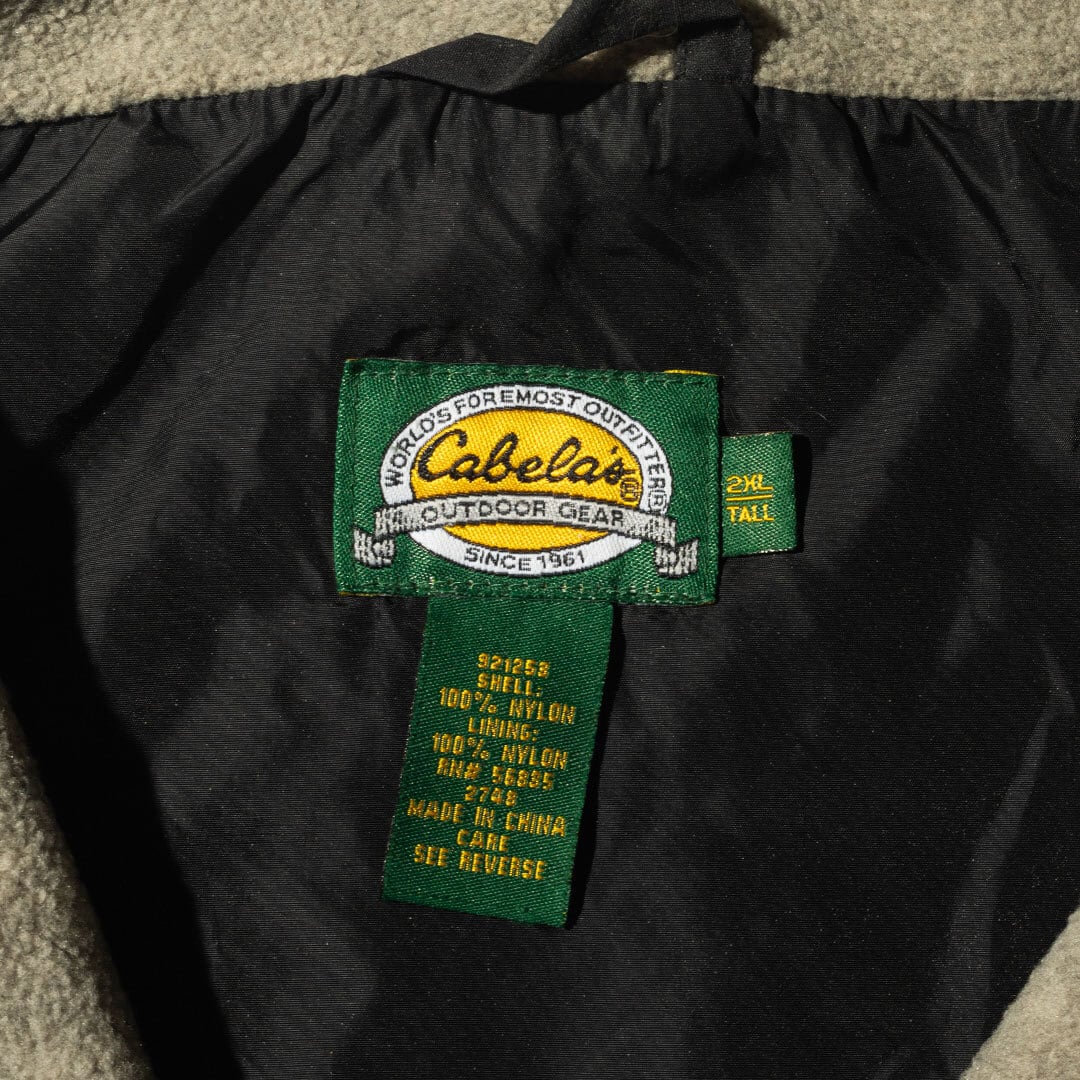 WORLD'S FOREMOST OUTFITTER®
Cabela's®
OUTDOOR GEAR
SINCE 1961
2XL
TALL
921253
SHELL:
100% NYLON
LINING:
100% NYLON
RN# 56835
2748
MADE IN CHINA
CARE
SEE REVERSE